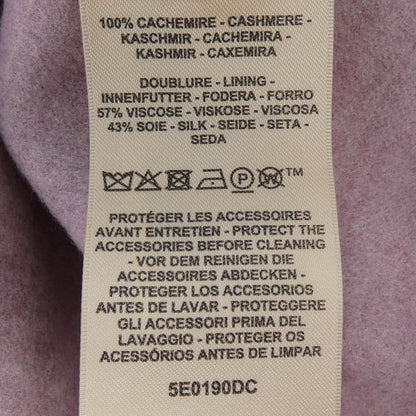 100% CACHEMIRE - CASHMERE -
KASCHMIR - CACHEMIRA -
KASHMIR - CAXEMIRA
DOUBLURE - LINING -
INNENFUTTER - FODERA - FORRO
57% VISCOSE - VISKOSE - VISCOSA
43% SOIE - SILK - SEIDE - SETA -
SEDA
P W ™
PROTÉGER LES ACCESSOIRES
AVANT ENTRETIEN - PROTECT THE
ACCESSORIES BEFORE CLEANING
- VOR DEM REINIGEN DIE
ACCESSOIRES ABDECKEN -
PROTEGER LOS ACCESORIOS
ANTES DE LAVAR - PROTEGGERE
GLI ACCESSORI PRIMA DEL
LAVAGGIO - PROTEGER OS
ACESSÓRIOS ANTES DE LIMPAR
5E0190DC